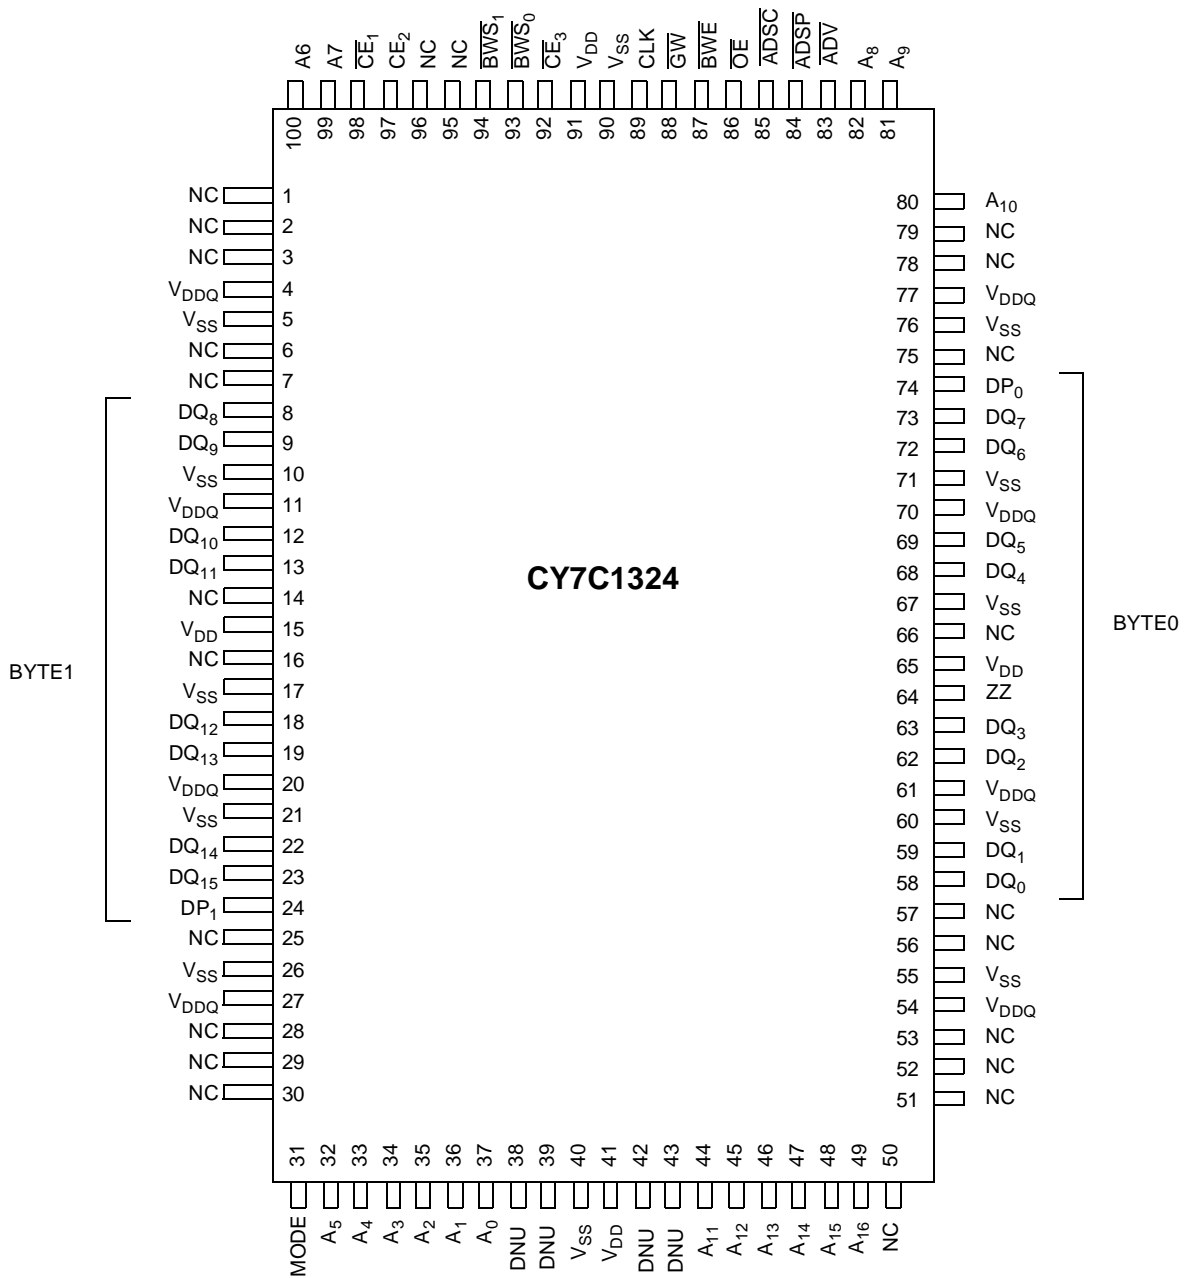 A6 A7 CE1 CE2 NC NC BWS1 BWS0 CE3 VDD VSS CLK GW BWE OE ADSC ADSP ADV A8 A9
100 99 98 97 96 95 94 93 92 91 90 89 88 87 86 85 84 83 82 81
NC 1
NC 2
NC 3
VDDQ 4
VSS 5
NC 6
NC 7
DQ8 8
DQ9 9
VSS 10
VDDQ 11
DQ10 12
DQ11 13
NC 14
VDD 15
NC 16
VSS 17
DQ12 18
DQ13 19
VDDQ 20
VSS 21
DQ14 22
DQ15 23
DP1 24
NC 25
VSS 26
VDDQ 27
NC 28
NC 29
NC 30
BYTE1
CY7C1324
80 A10
79 NC
78 NC
77 VDDQ
76 VSS
75 NC
74 DP0
73 DQ7
72 DQ6
71 VSS
70 VDDQ
69 DQ5
68 DQ4
67 VSS
66 NC
65 VDD
64 ZZ
63 DQ3
62 DQ2
61 VDDQ
60 VSS
59 DQ1
58 DQ0
57 NC
56 NC
55 VSS
54 VDDQ
53 NC
52 NC
51 NC
BYTE0
31 32 33 34 35 36 37 38 39 40 41 42 43 44 45 46 47 48 49 50
MODE A5 A4 A3 A2 A1 A0 DNU DNU VSS VDD DNU DNU A11 A12 A13 A14 A15 A16 NC